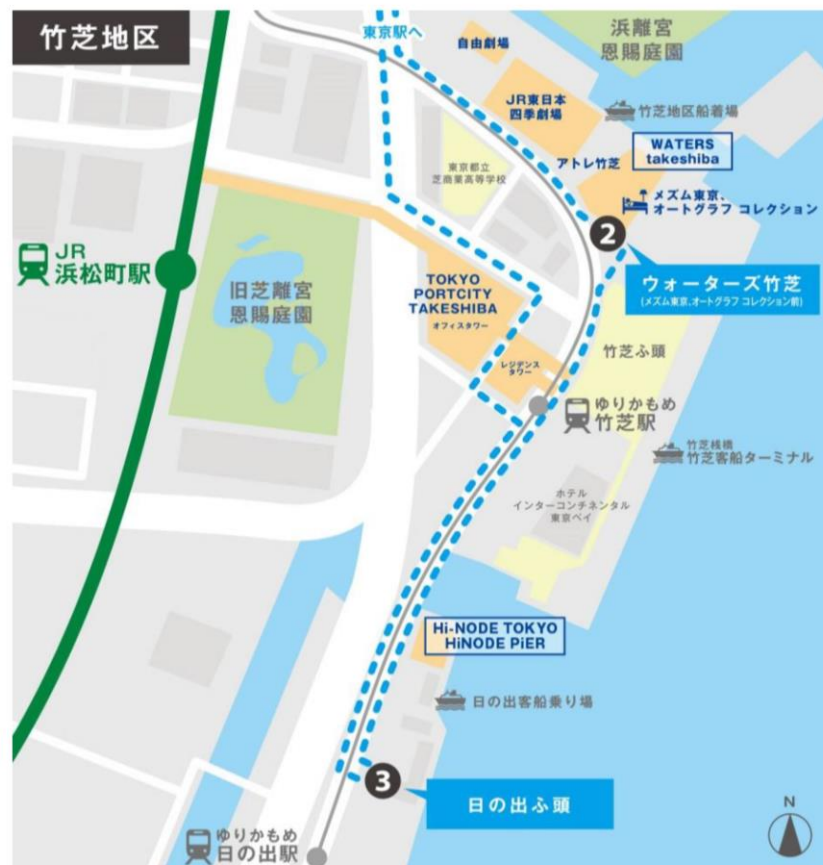 竹芝地区
東京駅へ
浜離宮
恩賜庭園
自由劇場
JR東日本
四季劇場
竹芝地区船着場
WATERS
takeshiba
アトレ竹芝
東京都立
芝商業高等学校
メズム東京、
オートグラフ コレクション
2
ウォーターズ竹芝
(メズム東京、オートグラフ コレクション前)
JR
浜松町駅
旧芝離宮
恩賜庭園
TOKYO
PORTCITY
TAKESHIBA
オフィスタワー
レジデンス
タワー
竹芝ふ頭
ゆりかもめ
竹芝駅
竹芝桟橋
竹芝客船ターミナル
ホテル
インターコンチネンタル
東京ベイ
Hi-NODE TOKYO
HiNODE PiER
日の出客船乗り場
3
日の出ふ頭
ゆりかもめ
日の出駅
N